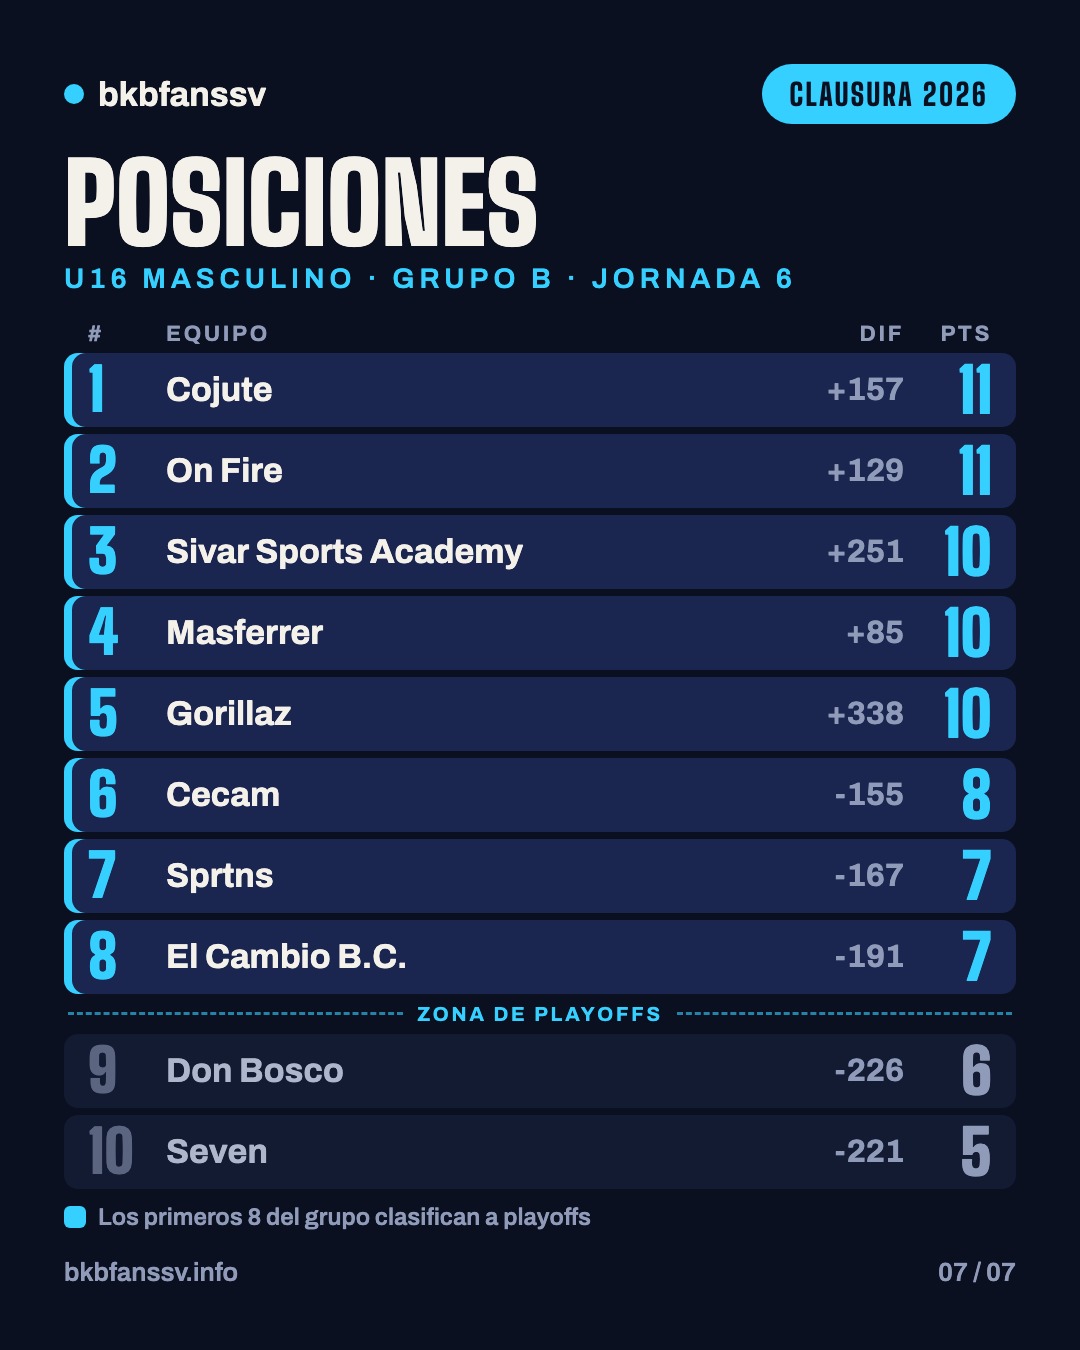 bkbfanssv
CLAUSURA 2026
POSICIONES
U16 MASCULINO · GRUPO B · JORNADA 6
# EQUIPO DIF PTS
1 Cojute +157 11
2 On Fire +129 11
3 Sivar Sports Academy +251 10
4 Masferrer +85 10
5 Gorillaz +338 10
6 Cecam -155 8
7 Sprtns -167 7
8 El Cambio B.C. -191 7
ZONA DE PLAYOFFS
9 Don Bosco -226 6
10 Seven -221 5
Los primeros 8 del grupo clasifican a playoffs
bkbfanssv.info 07 / 07